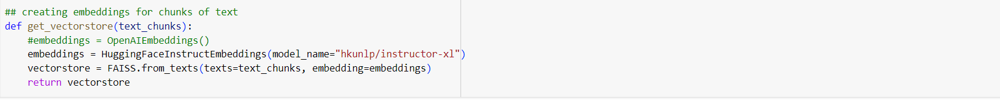 ## creating embeddings for chunks of text
def get_vectorstore(text_chunks):
    #embeddings = OpenAIEmbeddings()
    embeddings = HuggingFaceInstructEmbeddings(model_name="hkunlp/instructor-xl")
    vectorstore = FAISS.from_texts(texts=text_chunks, embedding=embeddings)
    return vectorstore